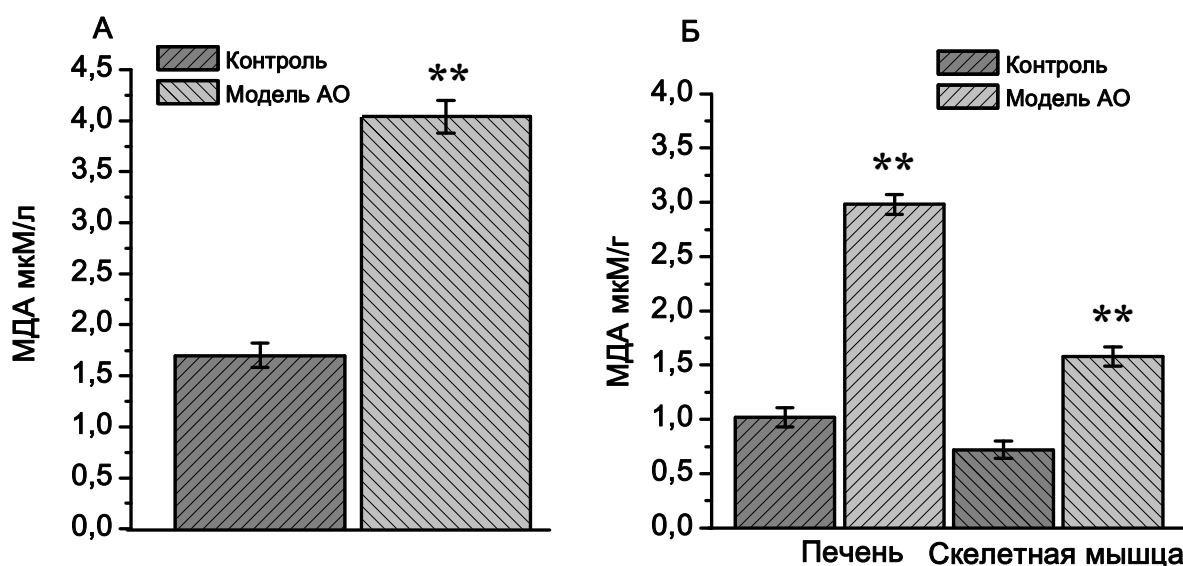 А
Контроль
Модель АО
4,5
4,0
3,5
3,0
2,5
2,0
1,5
1,0
0,5
0,0
МДА мкМ/л
**
Б
Контроль
Модель АО
4,0
3,5
3,0
2,5
2,0
1,5
1,0
0,5
0,0
МДА мкМ/г
**
**
Печень Скелетная мышца